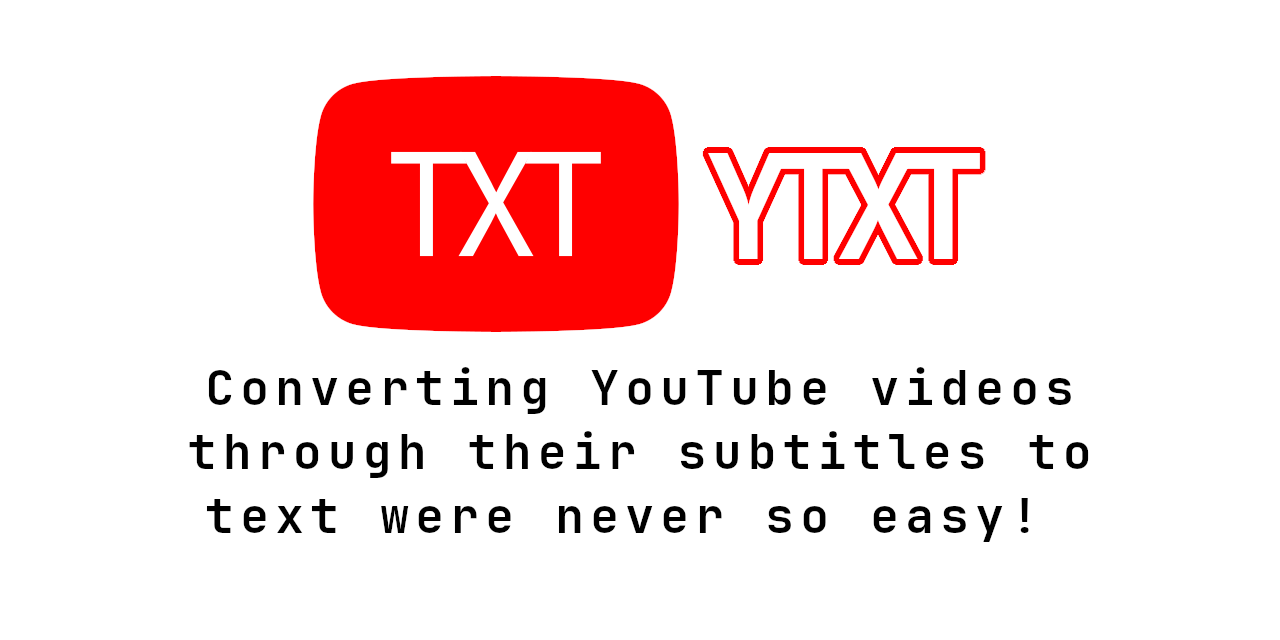 TXT YTXT
Converting YouTube videos
through their subtitles to
text were never so easy!